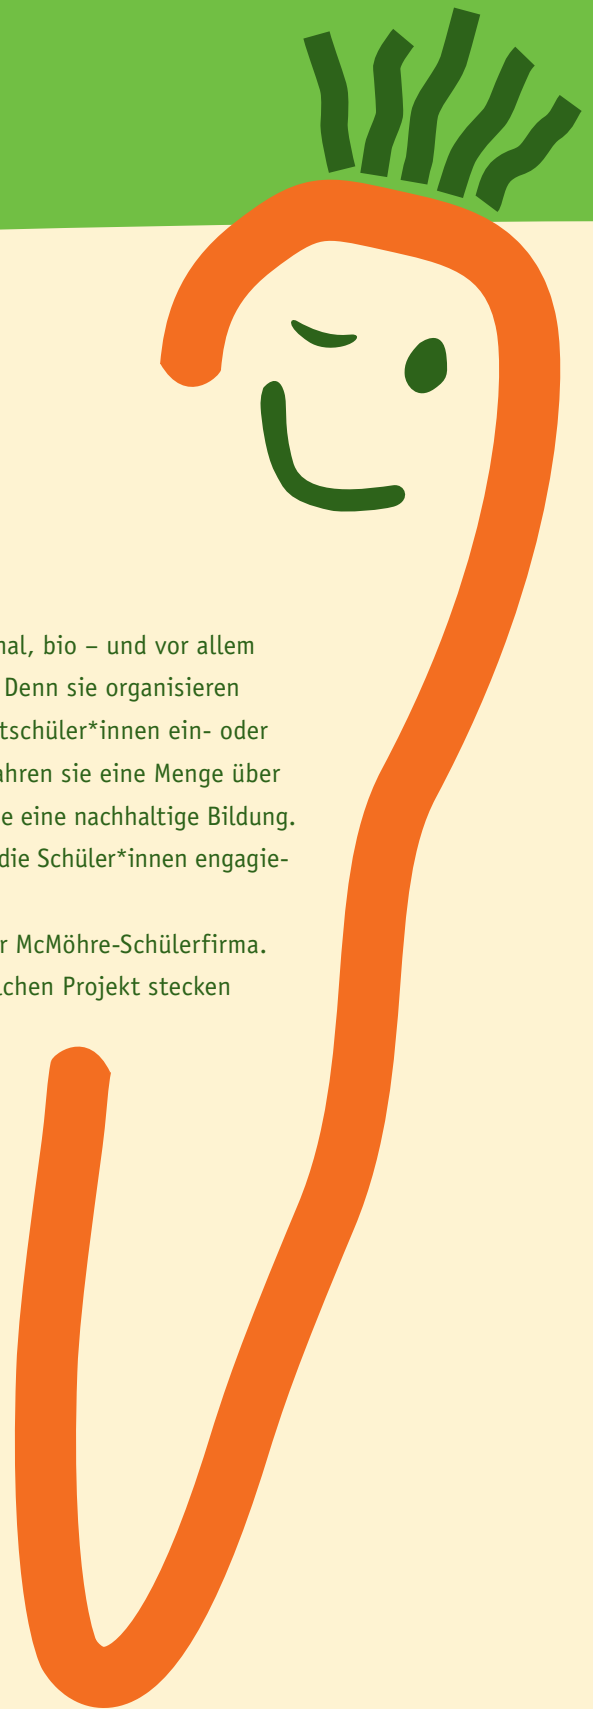 nal, bio – und vor allem
Denn sie organisieren
tschüler*innen ein- oder
ahren sie eine Menge über
e eine nachhaltige Bildung.
die Schüler*innen engagie-
r McMöhre-Schülerfirma.
lchen Projekt stecken